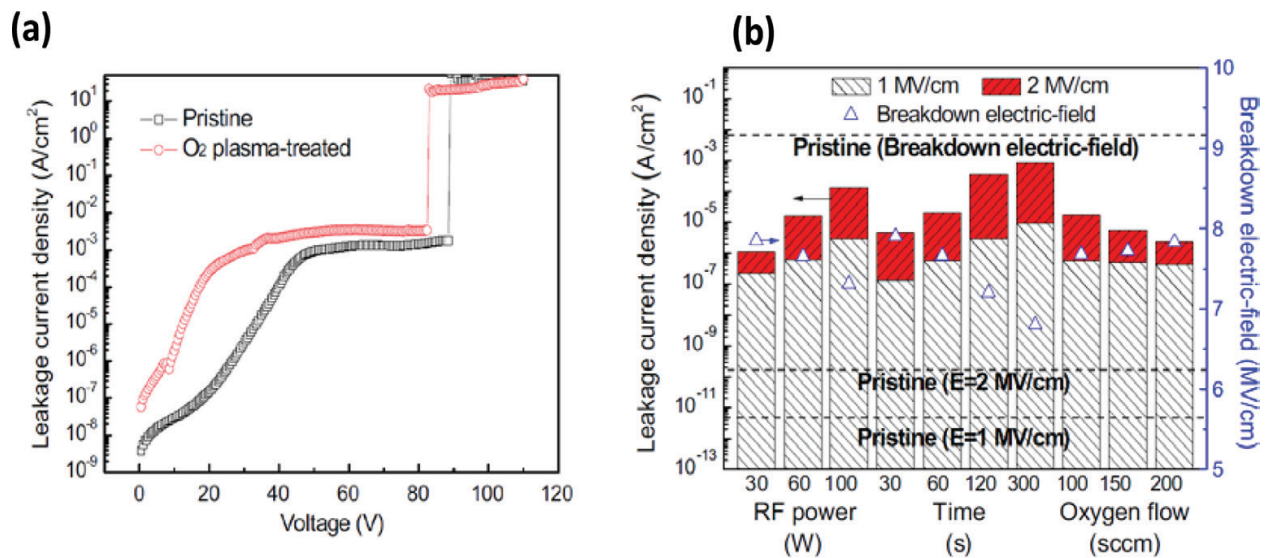 (a)
Leakage current density (A/cm²)
10¹
10⁰
10⁻¹
10⁻²
10⁻³
10⁻⁴
10⁻⁵
10⁻⁶
10⁻⁷
10⁻⁸
10⁻⁹
Pristine
O₂ plasma-treated
0 20 40 60 80 100 120
Voltage (V)
(b)
Leakage current density (A/cm²)
10⁻¹
10⁻³
10⁻⁵
10⁻⁷
10⁻⁹
10⁻¹¹
10⁻¹³
1 MV/cm 2 MV/cm
Breakdown electric-field
Pristine (Breakdown electric-field)
Pristine (E=2 MV/cm)
Pristine (E=1 MV/cm)
10
9
8
7
6
5
Breakdown electric-field (MV/cm)
30 60 100 30 60 300 100 150 200
RF power Time Oxygen flow
(W) (s) (sccm)